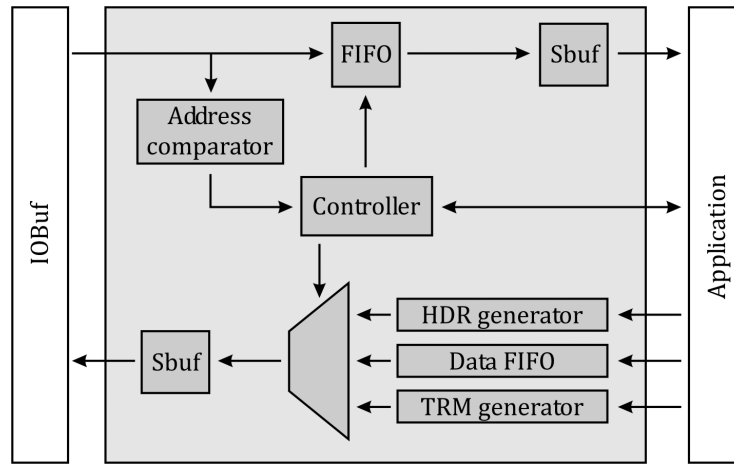 FIFO
Sbuf
Address
comparator
Controller
IOBuf
Application
HDR generator
Sbuf
Data FIFO
TRM generator